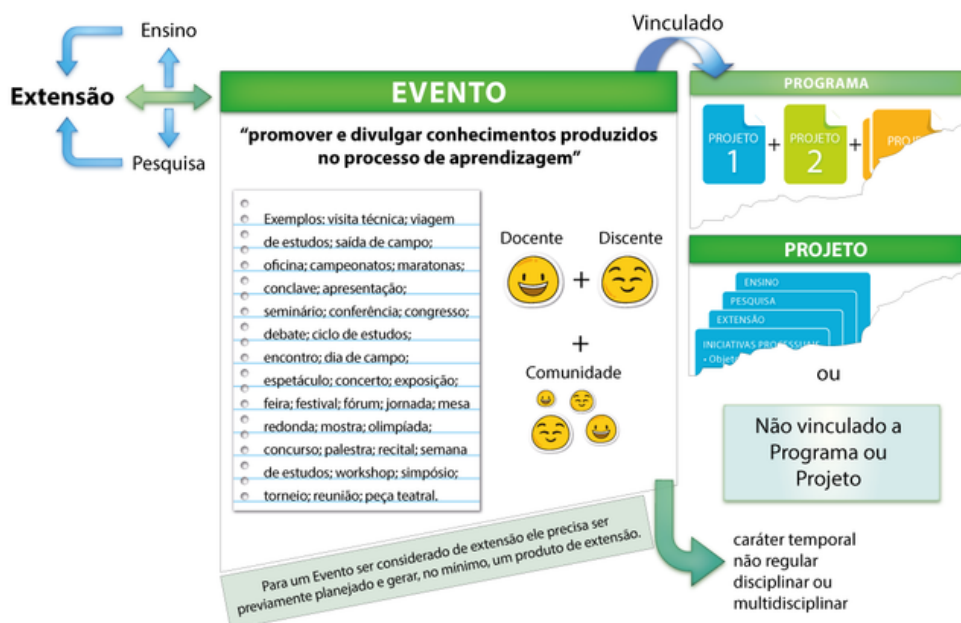 Ensino
Extensão
Pesquisa
Vinculado
EVENTO
“promover e divulgar conhecimentos produzidos
no processo de aprendizagem”
Exemplos: visita técnica; viagem
de estudos; saída de campo;
oficina; campeonatos; maratonas;
conclave; apresentação;
seminário; conferência; congresso;
debate; ciclo de estudos;
encontro; dia de campo;
espetáculo; concerto; exposição;
feira; festival; fórum; jornada; mesa
redonda; mostra; olimpíada;
concurso; palestra; recital; semana
de estudos; workshop; simpósio;
torneio; reunião; peça teatral.
Docente
+
Discente
+
Comunidade
Para um Evento ser considerado de extensão ele precisa ser
previamente planejado e gerar, no mínimo, um produto de extensão.
PROGRAMA
PROJETO
1
+
PROJETO
2
+
PROJ
PROJETO
ENSINO
PESQUISA
EXTENSÃO
INICIATIVAS PROCESSUAIS
• Obje
ou
Não vinculado a
Programa ou
Projeto
caráter temporal
não regular
disciplinar ou
multidisciplinar